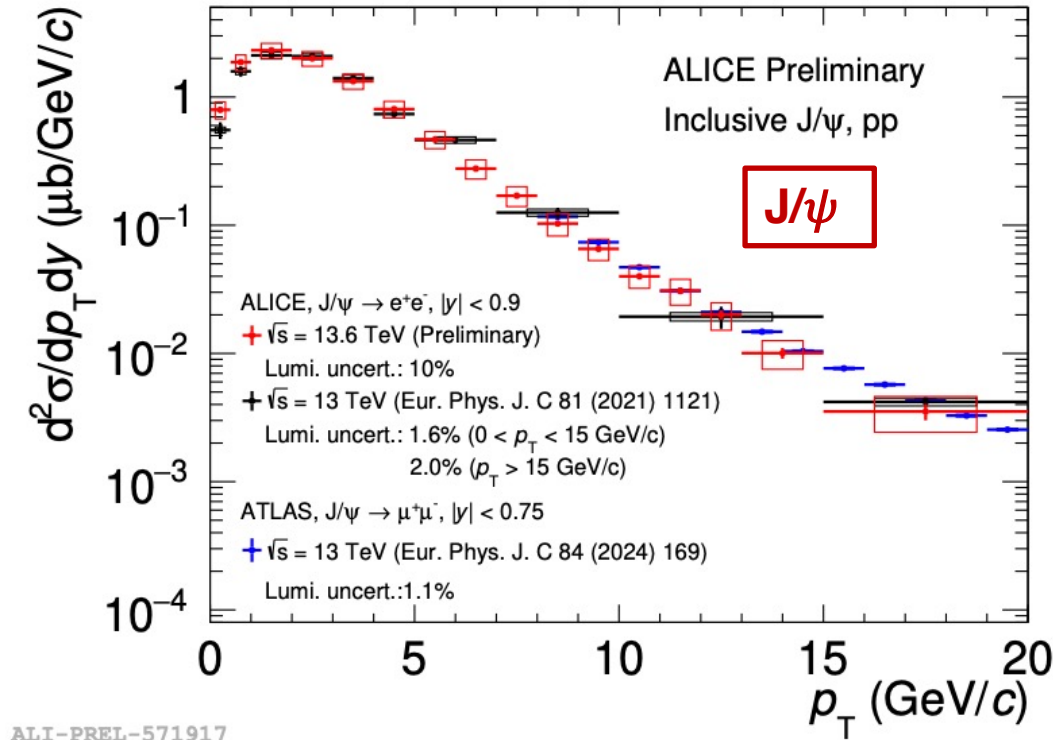 d²σ/dp_T dy (μb/GeV/c)
1
10⁻¹
10⁻²
10⁻³
10⁻⁴
ALICE Preliminary
Inclusive J/ψ, pp
J/ψ
ALICE, J/ψ → e⁺e⁻, |y| < 0.9
√s = 13.6 TeV (Preliminary)
Lumi. uncert.: 10%
√s = 13 TeV (Eur. Phys. J. C 81 (2021) 1121)
Lumi. uncert.: 1.6% (0 < p_T < 15 GeV/c)
2.0% (p_T > 15 GeV/c)
ATLAS, J/ψ → μ⁺μ⁻, |y| < 0.75
√s = 13 TeV (Eur. Phys. J. C 84 (2024) 169)
Lumi. uncert.:1.1%
0 5 10 15 20
p_T (GeV/c)
ALI-PREL-571917